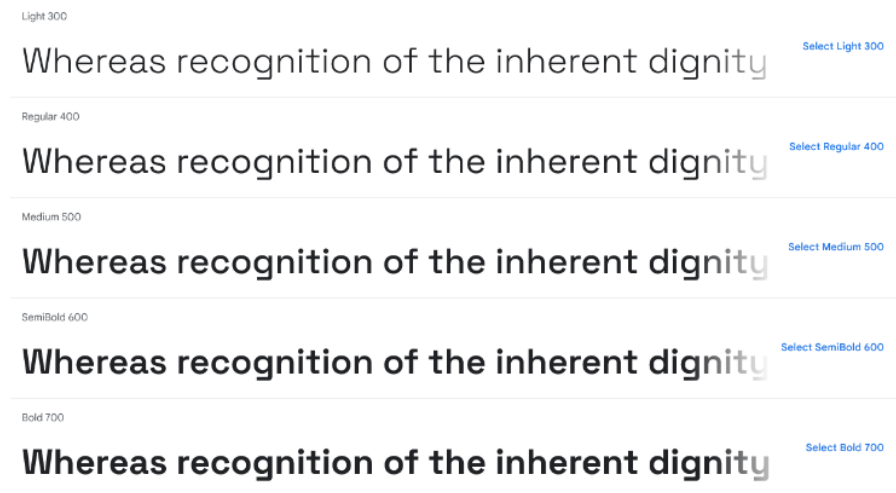 Light 300
Whereas recognition of the inherent dignity
Select Light 300
Regular 400
Whereas recognition of the inherent dignity
Select Regular 400
Medium 500
Whereas recognition of the inherent dignity
Select Medium 500
SemiBold 600
Whereas recognition of the inherent dignity
Select SemiBold 600
Bold 700
Whereas recognition of the inherent dignity
Select Bold 700